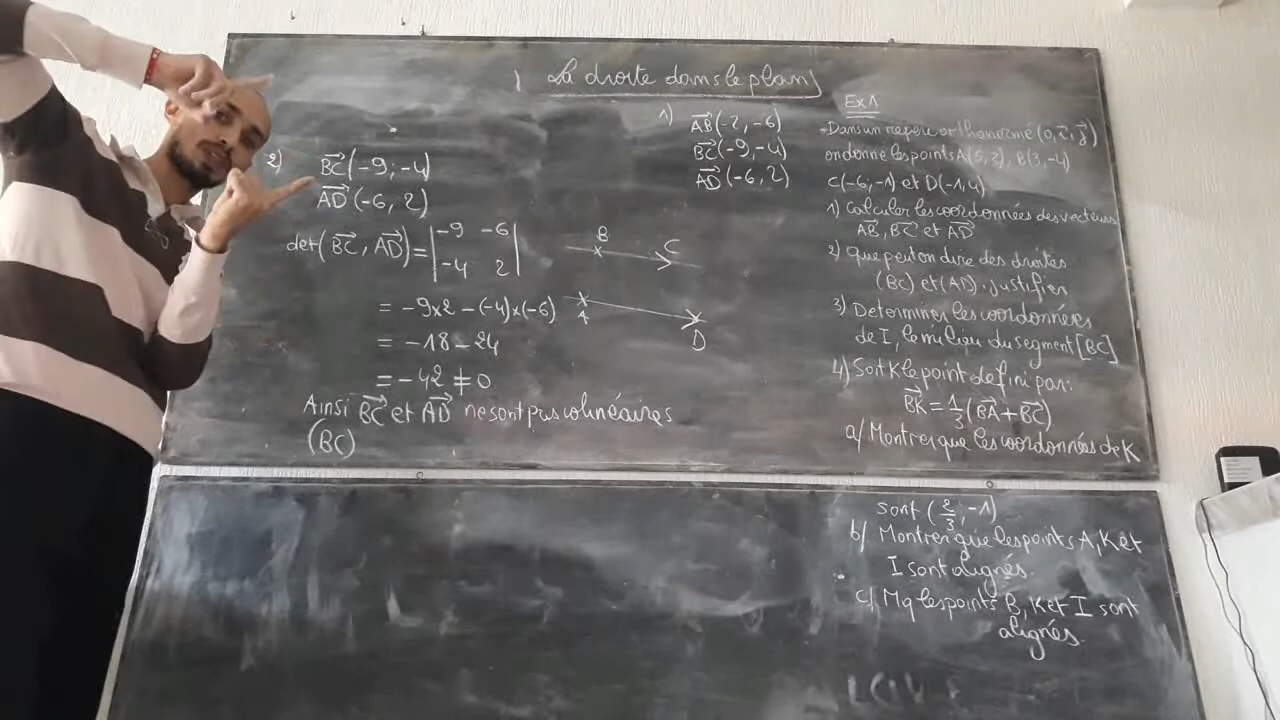 La droite dans le plan
Ex 1
Dans un repère orthonormé (0, i, j)
on donne les points A(5, 2), B(3, -4)
C(-6, -1) et D(-1, 4)
1) Calculer les coordonnées des vecteurs
AB, BC et AD
2) Que peut on dire des droites
(BC) et (AD). justifier
3) Determiner les coordonnées
de I, le milieu du segment [BC]
4) Soit K le point defini par:
BK = 1/3 (BA + BC)
a/ Montrer que les coordonnées de K
sont (2/3, -1)
b/ Montrer que les points A, K et
I sont alignés.
c/ Mq les points B, K et I sont
alignés.
1) AB(-2, -6)
BC(-9, -4)
AD(-6, 2)
2) BC(-9; -4)
AD(-6, 2)
det(BC, AD) = |-9 -6|
|-4 2|
= -9x2 - (-4)x(-6)
= -18 - 24
= -42 ≠ 0
Ainsi BC et AD ne sont pas colinéaires
(BC)
B
C
A
D